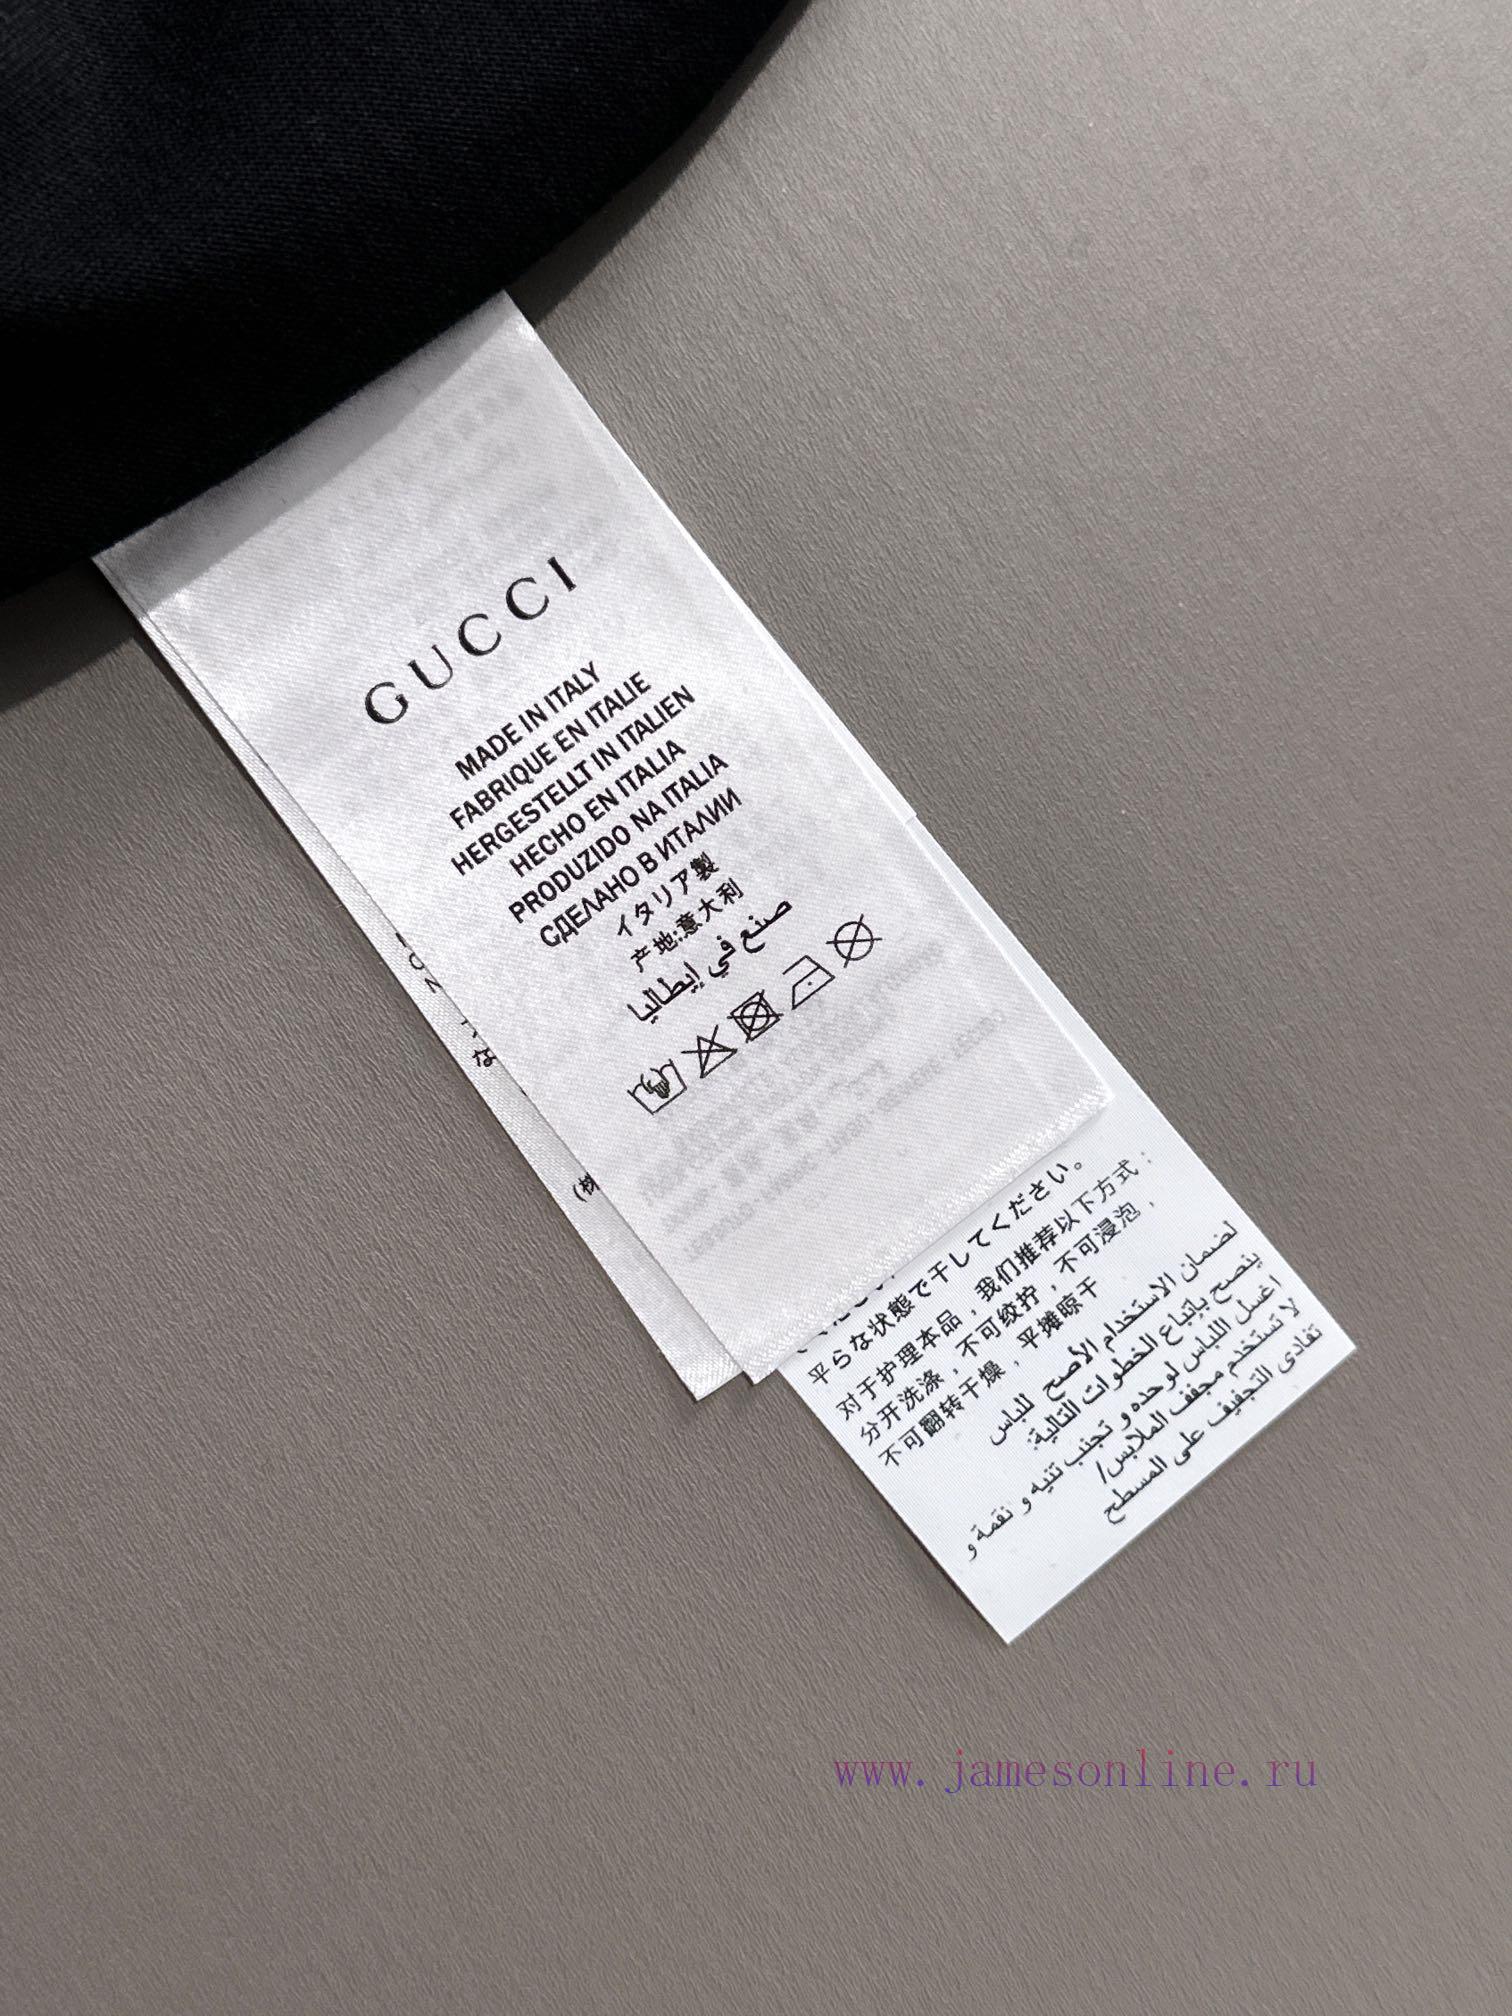 GUCCI
MADE IN ITALY
FABRIQUE EN ITALIE
HERGESTELLT IN ITALIEN
HECHO EN ITALIA
PRODUZIDO NA ITALIA
СДЕЛАНО В ИТАЛИИ
イタリア製
产地:意大利
صنع في إيطاليا
平らな状態で干してください。
对于护理本品，我们推荐以下方式：
分开洗涤，不可绞拧，不可浸泡，
不可翻转干燥，平摊晾干
لضمان الاستخدام الأصح للباس
ينصح بإتباع الخطوات التالية:
اغسل اللباس لوحده و تجنب تنيه و نقمة و
لا تستخدم مجفف الملابس/
تفادى التجفيف على المسطح
www.jamesonline.ru